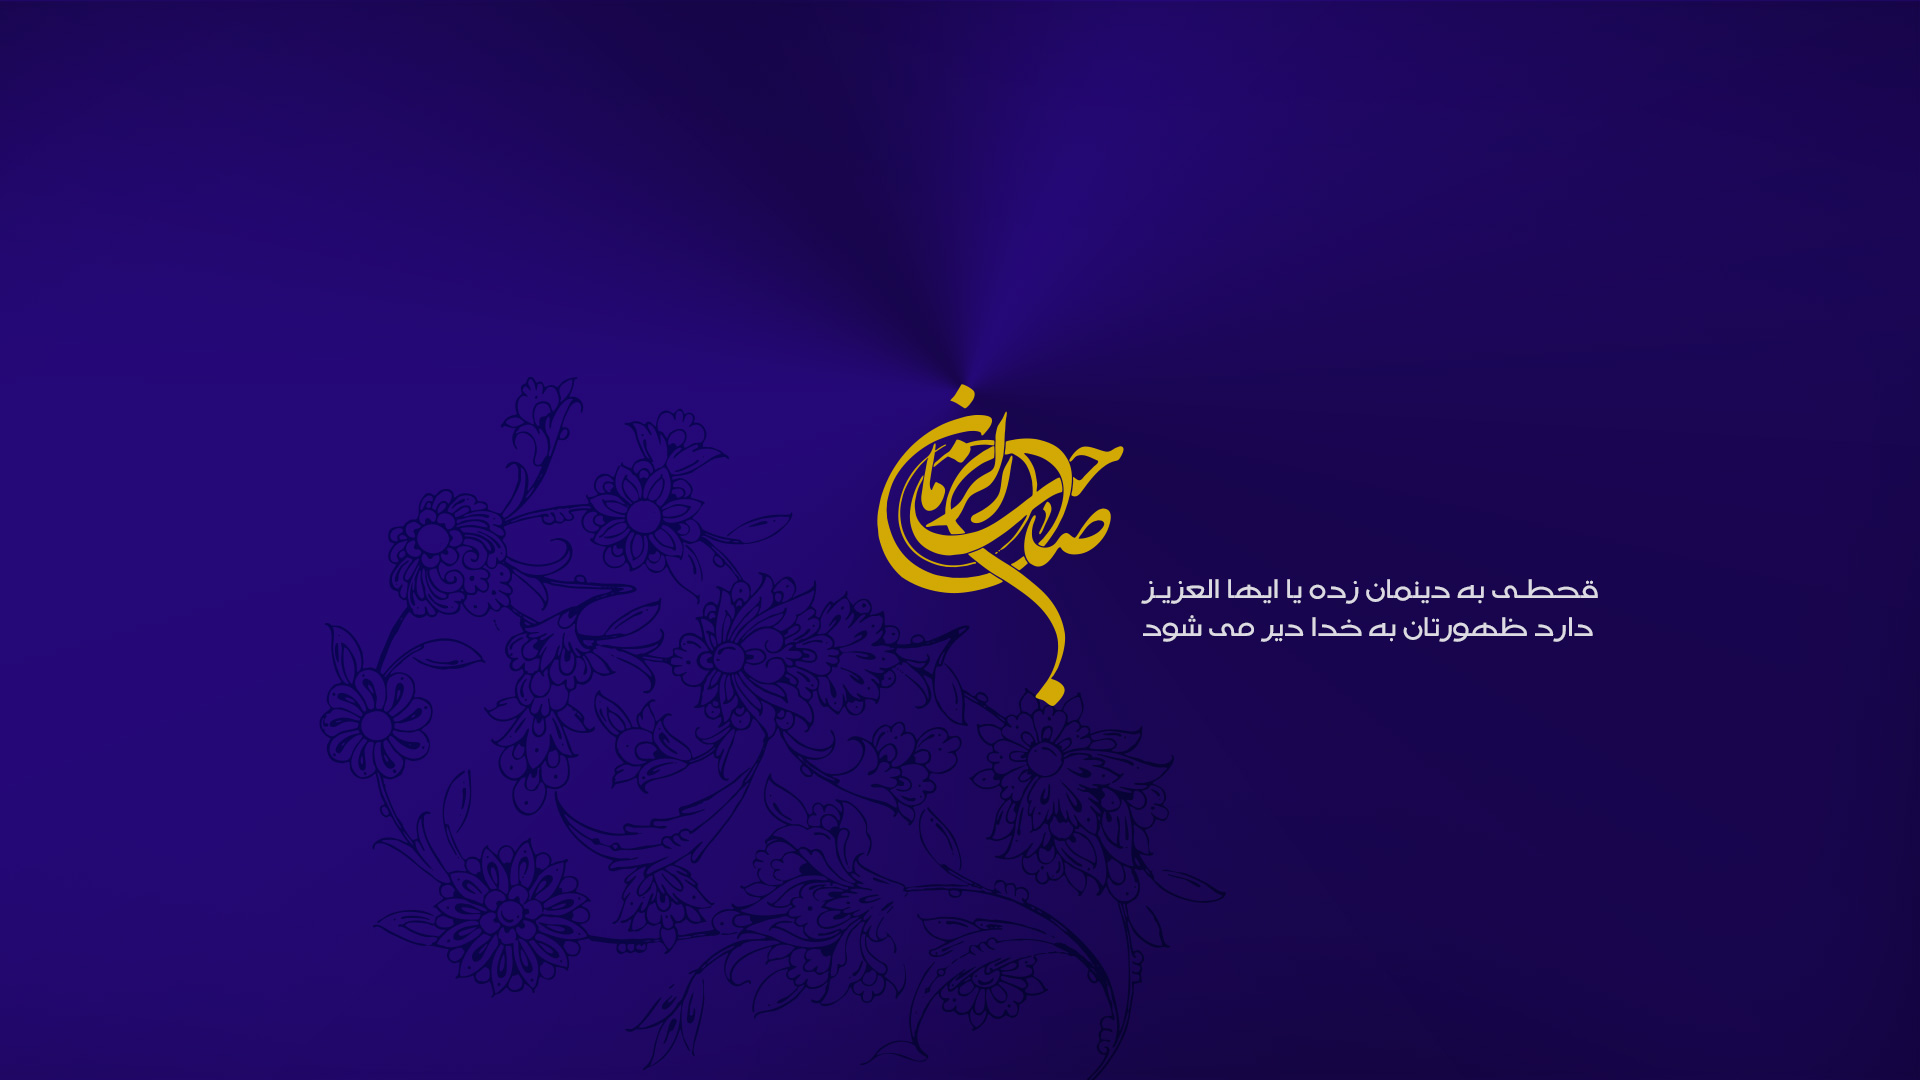 صاحب الزمان
قحطی به دینمان زده یا ایها العزیز
دارد ظهورتان به خدا دیر می شود